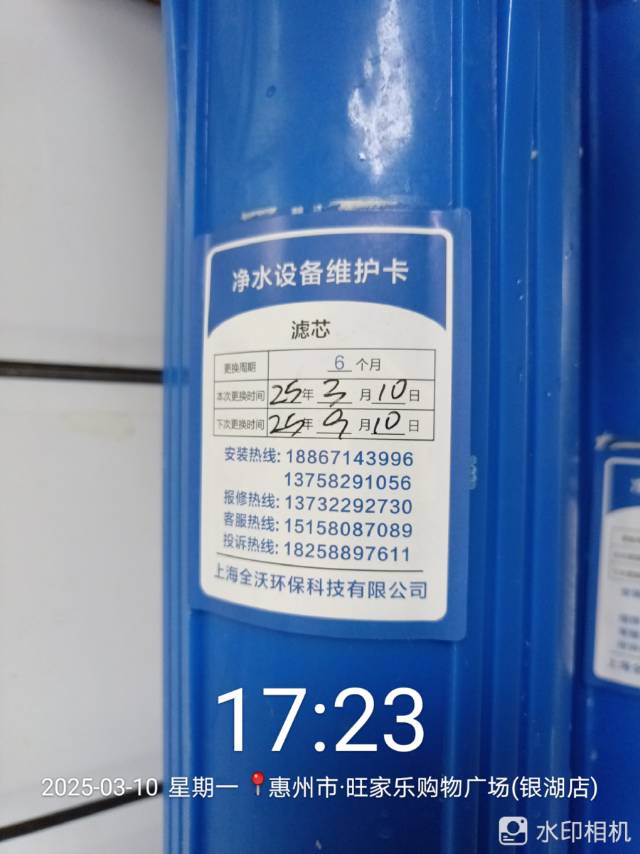 净水设备维护卡
滤芯
更换周期 6 个月
本次更换时间 25年 3 月 10 日
下次更换时间 25年 9 月 10 日
安装热线: 18867143996
13758291056
报修热线: 13732292730
客服热线: 15158087089
投诉热线: 18258897611
上海全沃环保科技有限公司
17:23
2025-03-10 星期一 惠州市·旺家乐购物广场(银湖店)
水印相机